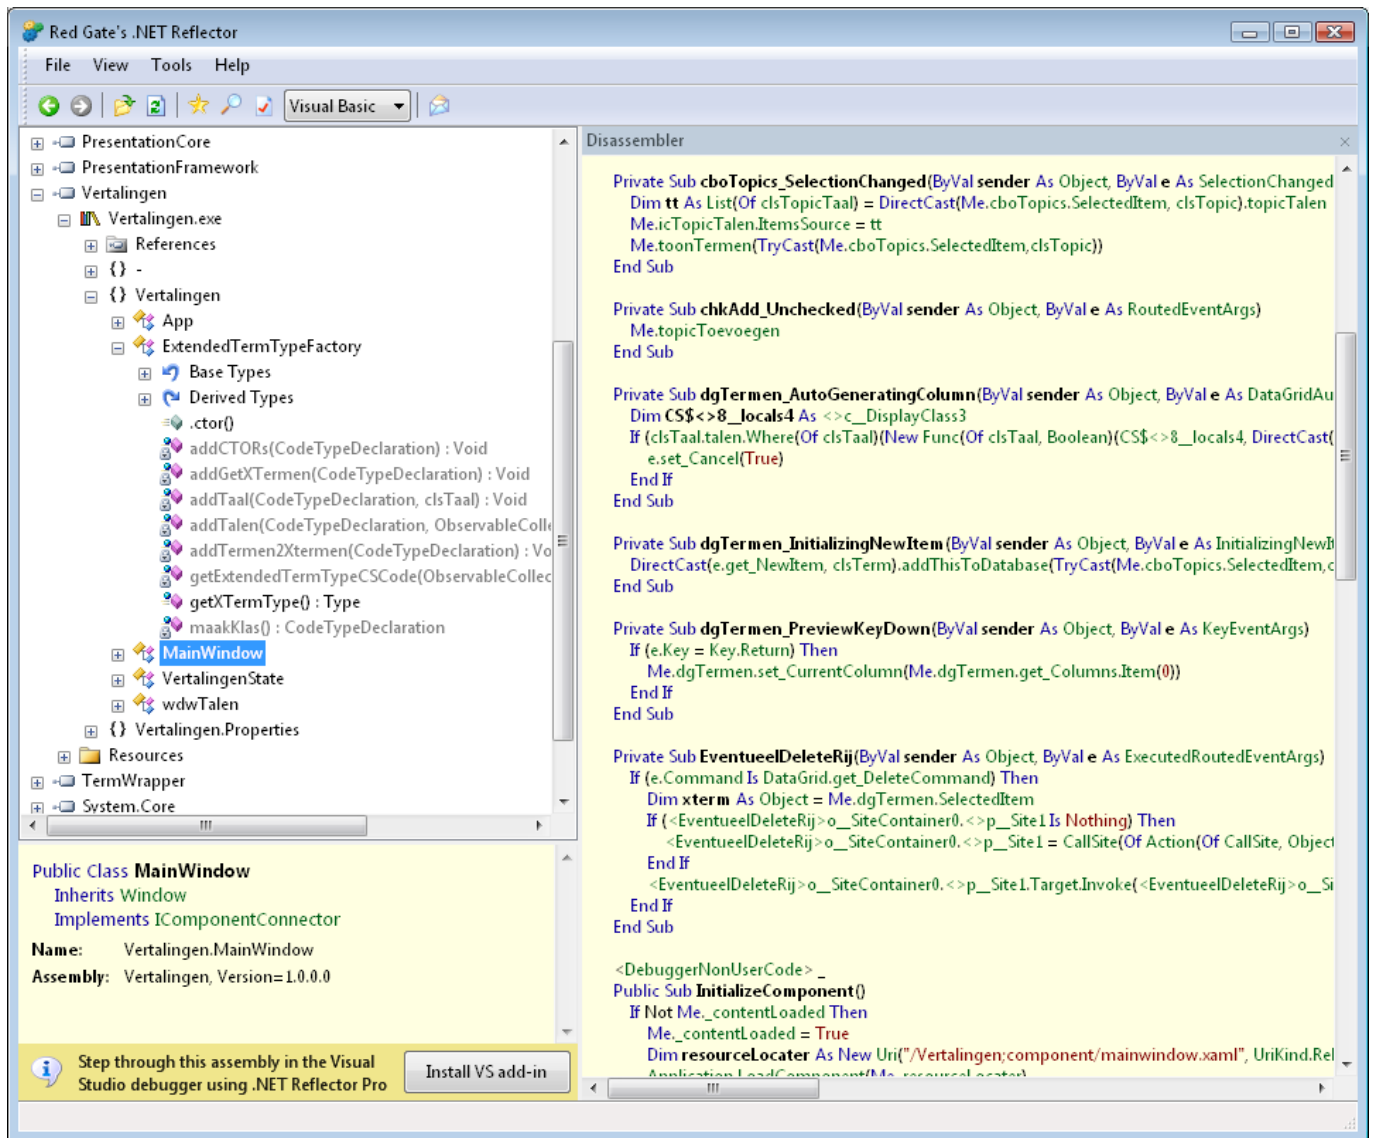 Red Gate's .NET Reflector
File View Tools Help
Visual Basic
PresentationCore
PresentationFramework
Vertalingen
Vertalingen.exe
References
{} -
{} Vertalingen
App
ExtendedTermTypeFactory
Base Types
Derived Types
.ctor()
addCTORs(CodeTypeDeclaration) : Void
addGetXTermen(CodeTypeDeclaration) : Void
addTaal(CodeTypeDeclaration, clsTaal) : Void
addTalen(CodeTypeDeclaration, ObservableColle
addTermen2Xtermen(CodeTypeDeclaration) : Vo
getExtendedTermTypeCSCode(ObservableCollec
getXTermType() : Type
maakKlas() : CodeTypeDeclaration
MainWindow
VertalingenState
wdwTalen
{} Vertalingen.Properties
Resources
TermWrapper
System.Core
Public Class MainWindow
Inherits Window
Implements IComponentConnector
Name: Vertalingen.MainWindow
Assembly: Vertalingen, Version=1.0.0.0
Step through this assembly in the Visual
Studio debugger using .NET Reflector Pro
Install VS add-in
Disassembler
Private Sub cboTopics_SelectionChanged(ByVal sender As Object, ByVal e As SelectionChanged
Dim tt As List(Of clsTopicTaal) = DirectCast(Me.cboTopics.SelectedItem, clsTopic).topicTalen
Me.icTopicTalen.ItemsSource = tt
Me.toonTermen(TryCast(Me.cboTopics.SelectedItem,clsTopic))
End Sub
Private Sub chkAdd_Unchecked(ByVal sender As Object, ByVal e As RoutedEventArgs)
Me.topicToevoegen
End Sub
Private Sub dgTermen_AutoGeneratingColumn(ByVal sender As Object, ByVal e As DataGridAu
Dim CS$<>8__locals4 As <>c__DisplayClass3
If (clsTaal.talen.Where(Of clsTaal)(New Func(Of clsTaal, Boolean)(CS$<>8__locals4, DirectCast(
e.set_Cancel(True)
End If
End Sub
Private Sub dgTermen_InitializingNewItem(ByVal sender As Object, ByVal e As InitializingNewIt
DirectCast(e.get_NewItem, clsTerm).addThisToDatabase(TryCast(Me.cboTopics.SelectedItem,c
End Sub
Private Sub dgTermen_PreviewKeyDown(ByVal sender As Object, ByVal e As KeyEventArgs)
If (e.Key = Key.Return) Then
Me.dgTermen.set_CurrentColumn(Me.dgTermen.get_Columns.Item(0))
End If
End Sub
Private Sub EventueelDeleteRij(ByVal sender As Object, ByVal e As ExecutedRoutedEventArgs)
If (e.Command Is DataGrid.get_DeleteCommand) Then
Dim xterm As Object = Me.dgTermen.SelectedItem
If (<EventueelDeleteRij>o__SiteContainer0.<>p__Site1 Is Nothing) Then
<EventueelDeleteRij>o__SiteContainer0.<>p__Site1 = CallSite(Of Action(Of CallSite, Object
End If
<EventueelDeleteRij>o__SiteContainer0.<>p__Site1.Target.Invoke(<EventueelDeleteRij>o__Si
End If
End Sub
<DebuggerNonUserCode> _
Public Sub InitializeComponent()
If Not Me._contentLoaded Then
Me._contentLoaded = True
Dim resourceLocater As New Uri("/Vertalingen;component/mainwindow.xaml", UriKind.Rel
Application.LoadComponent(Me, resourceLocater)